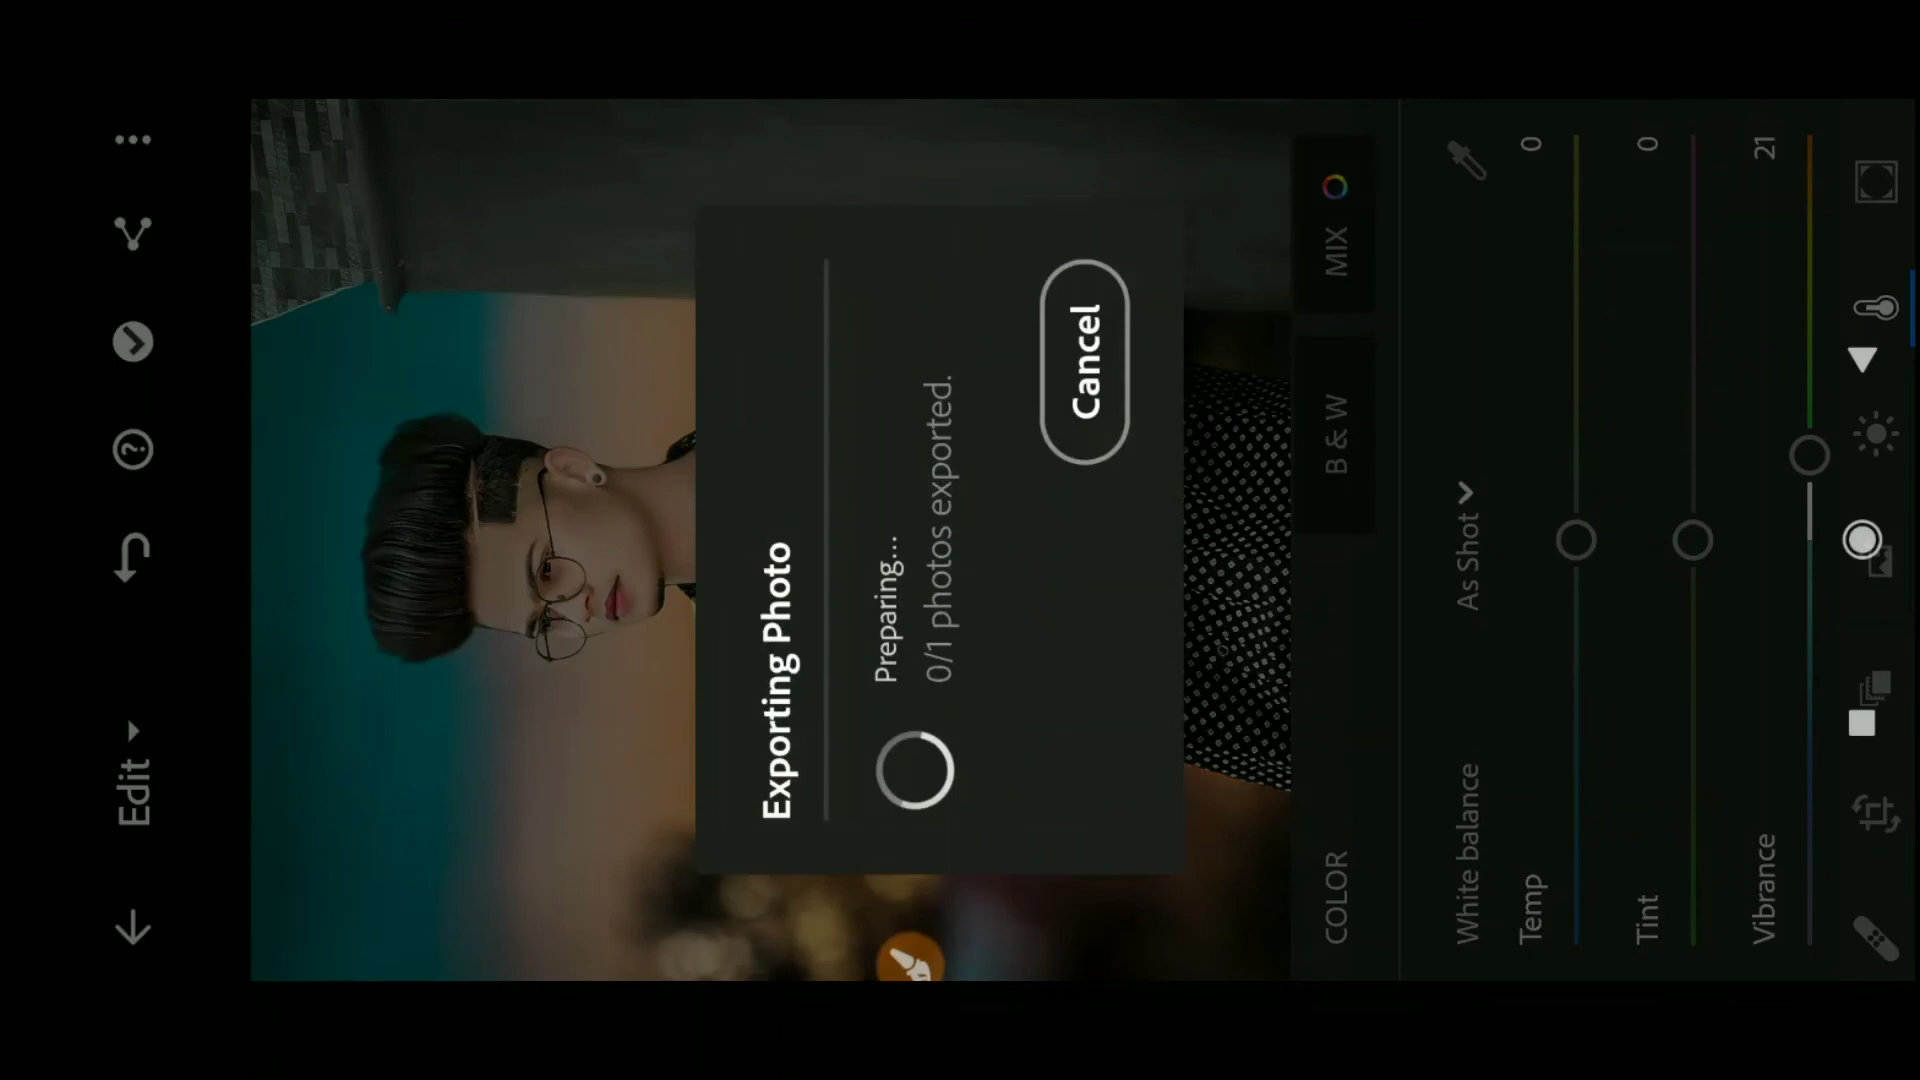 Edit
Exporting Photo
Preparing...
0/1 photos exported.
Cancel
COLOR
B & W
MIX
White balance
As Shot
Temp
0
Tint
0
Vibrance
21